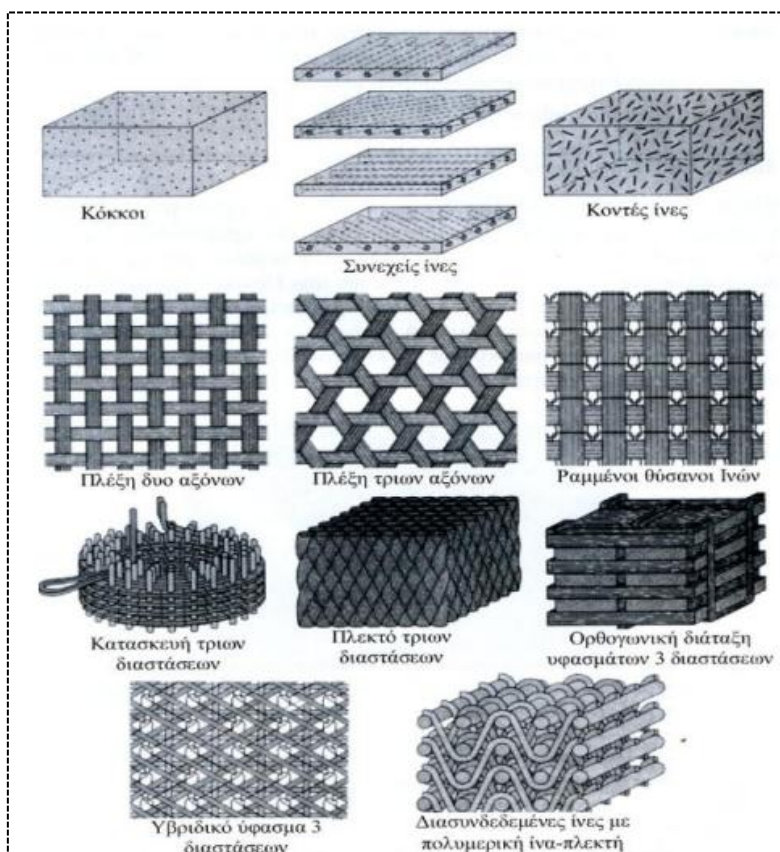 Κόκκοι
Συνεχείς ίνες
Κοντές ίνες
Πλέξη δυο αξόνων
Πλέξη τριων αξόνων
Ραμμένοι θύσανοι Ινών
Κατασκευή τριων
διαστάσεων
Πλεκτό τριων
διαστάσεων
Ορθογωνική διάταξη
υφασμάτων 3 διαστάσεων
Υβριδικό ύφασμα 3
διαστάσεων
Διασυνδεδεμένες ίνες με
πολυμερική ίνα-πλεκτή